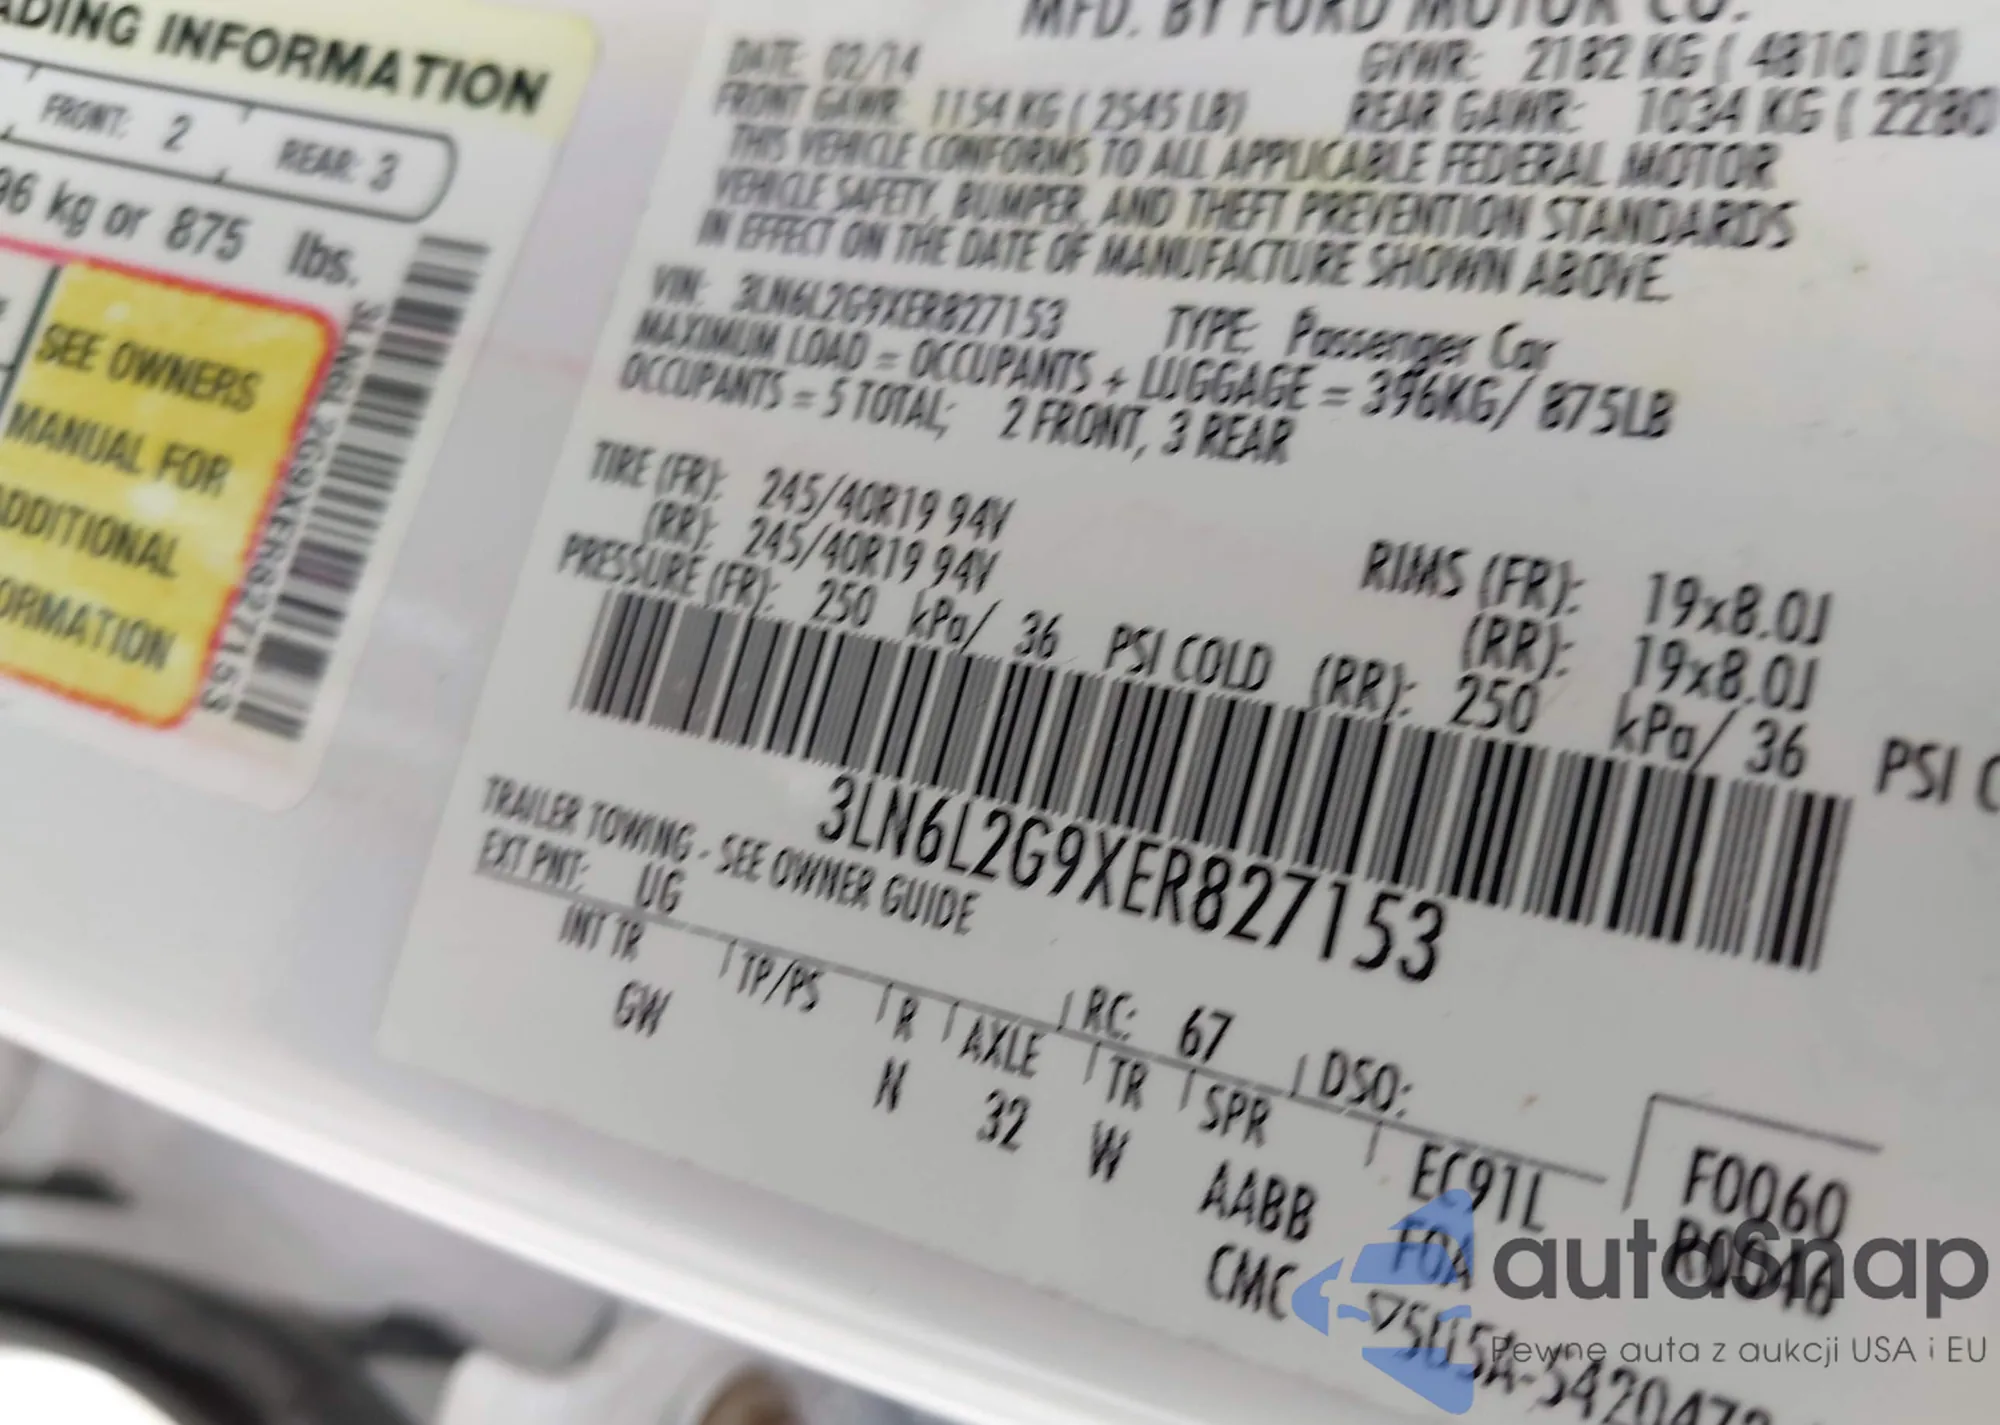 ADING INFORMATION
FRONT: 2 REAR: 3
96 kg or 875 lbs.
SEE OWNERS
MANUAL FOR
ADDITIONAL
ORMATION
3LN6L2G9XER827153
MFD. BY FORD MOTOR CO.
DATE: 02/14 GVWR: 2182 KG ( 4810 LB)
FRONT GAWR: 1154 KG ( 2545 LB) REAR GAWR: 1034 KG ( 2280
THIS VEHICLE CONFORMS TO ALL APPLICABLE FEDERAL MOTOR
VEHICLE SAFETY, BUMPER, AND THEFT PREVENTION STANDARDS
IN EFFECT ON THE DATE OF MANUFACTURE SHOWN ABOVE.
VIN: 3LN6L2G9XER827153 TYPE: Passenger Car
MAXIMUM LOAD = OCCUPANTS + LUGGAGE = 396KG/ 875LB
OCCUPANTS = 5 TOTAL; 2 FRONT, 3 REAR
TIRE (FR): 245/40R19 94V RIMS (FR): 19x8.0J
(RR): 245/40R19 94V (RR): 19x8.0J
PRESSURE (FR): 250 kPa/ 36 PSI COLD (RR): 250 kPa/ 36 PSI C
3LN6L2G9XER827153
TRAILER TOWING - SEE OWNER GUIDE
EXT PNT: UG RC: 67 DSO:
INT TR TP/PS R AXLE TR SPR EC91L F0060
GW N 32 W AABB F0A
CMC
autoSnap
Pewne auta z aukcji USA i EU